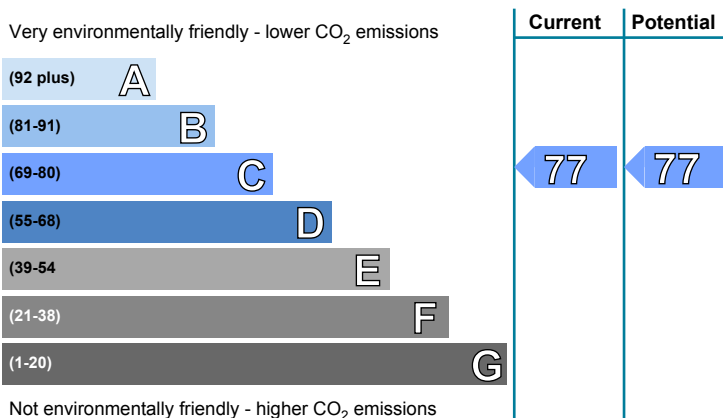 Current Potential
Very environmentally friendly - lower CO2 emissions
(92 plus) A
(81-91) B
(69-80) C 77 77
(55-68) D
(39-54 E
(21-38) F
(1-20) G
Not environmentally friendly - higher CO2 emissions